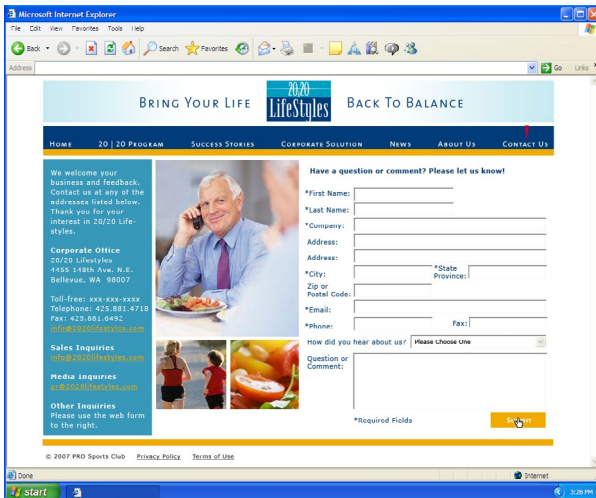 Microsoft Internet Explorer
File Edit View Favorites Tools Help
Back Search Favorites
Address Go Links
BRING YOUR LIFE 20/20 LifeStyles BACK TO BALANCE
HOME 20 | 20 PROGRAM SUCCESS STORIES CORPORATE SOLUTION NEWS ABOUT US CONTACT US
We welcome your
business and feedback.
Contact us at any of the
addresses listed below.
Thank you for your
interest in 20/20 Life-
styles.
Corporate Office
20/20 Lifestyles
4455 148th Ave. N.E.
Bellevue, WA 98007
Toll-free: xxx-xxx-xxxx
Telephone: 425.881.4718
Fax: 425.861.6492
info@2020lifestyles.com
Sales Inquiries
info@2020lifestyles.com
Media Inquiries
pr@2020lifestyles.com
Other Inquiries
Please use the web form
to the right.
Have a question or comment? Please let us know!
*First Name:
*Last Name:
*Company:
Address:
Address:
*City: *State
Province:
Zip or
Postal Code:
*Email:
*Phone: Fax:
How did you hear about us? Please Choose One
Question or
Comment:
*Required Fields Submit
© 2007 PRO Sports Club Privacy Policy Terms of Use
Done Internet
start 3:26 PM